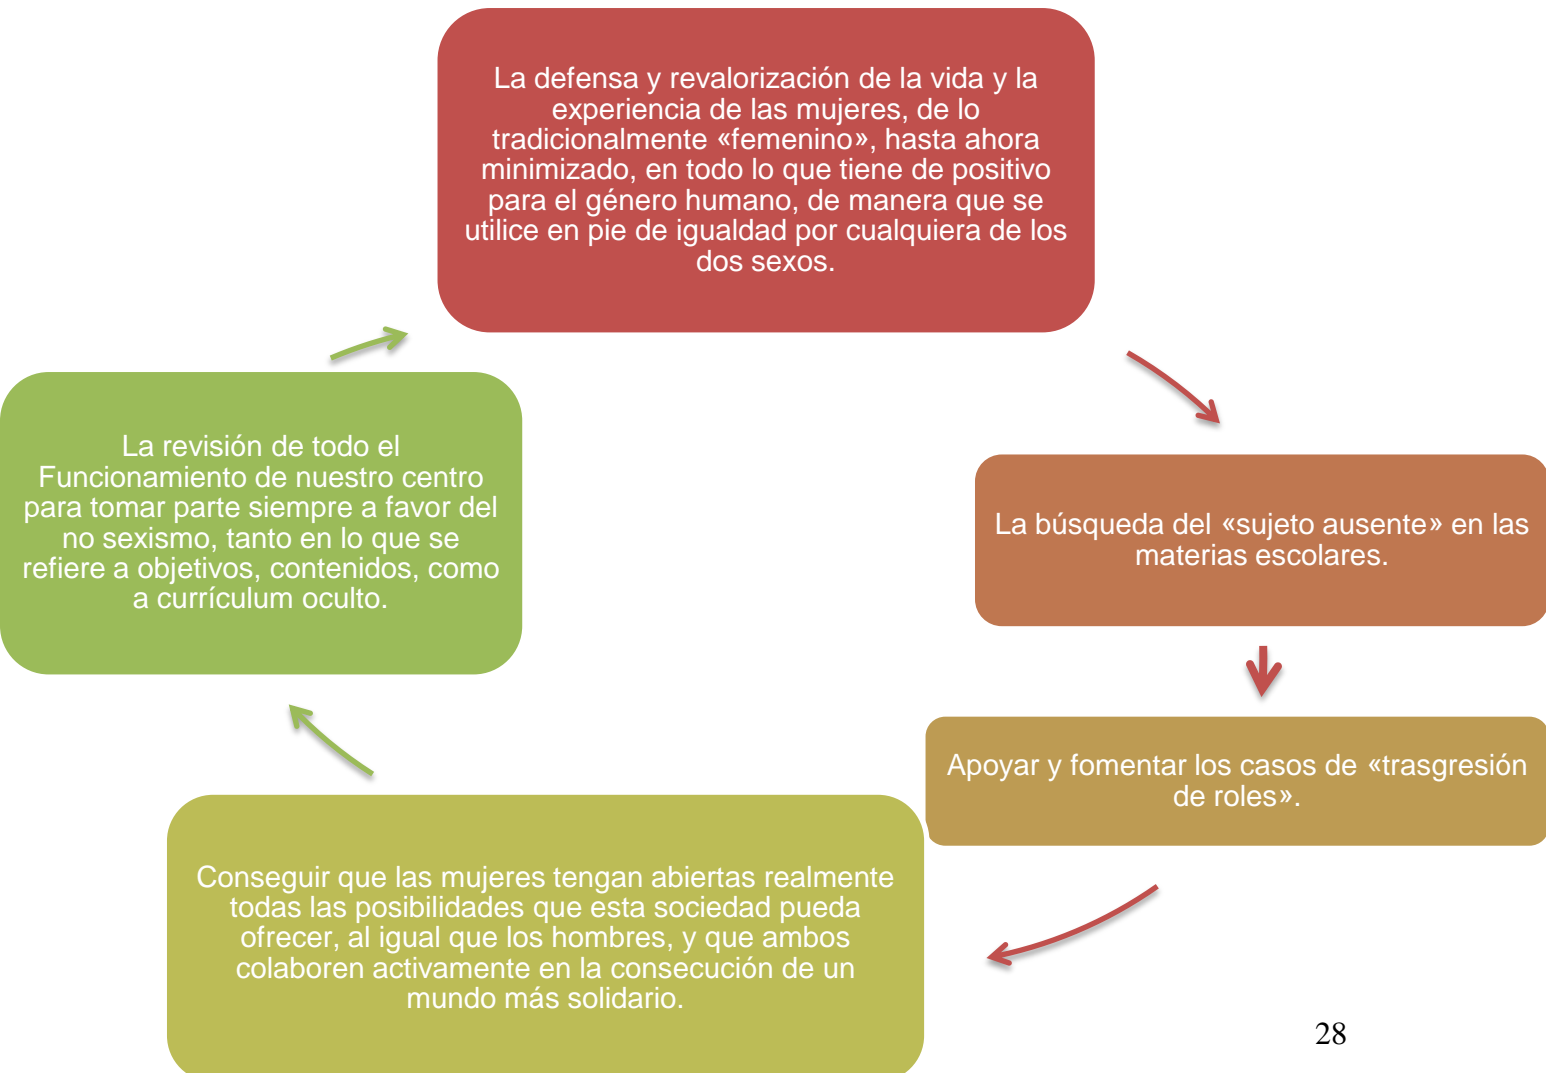 La defensa y revalorización de la vida y la
experiencia de las mujeres, de lo
tradicionalmente «femenino», hasta ahora
minimizado, en todo lo que tiene de positivo
para el género humano, de manera que se
utilice en pie de igualdad por cualquiera de los
dos sexos.
La búsqueda del «sujeto ausente» en las
materias escolares.
Apoyar y fomentar los casos de «trasgresión
de roles».
Conseguir que las mujeres tengan abiertas realmente
todas las posibilidades que esta sociedad pueda
ofrecer, al igual que los hombres, y que ambos
colaboren activamente en la consecución de un
mundo más solidario.
La revisión de todo el
Funcionamiento de nuestro centro
para tomar parte siempre a favor del
no sexismo, tanto en lo que se
refiere a objetivos, contenidos, como
a currículum oculto.
28